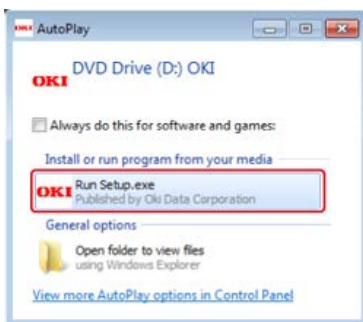 OKI AutoPlay
DVD Drive (D:) OKI
OKI
Always do this for software and games:
Install or run program from your media
OKI Run Setup.exe
Published by Oki Data Corporation
General options
Open folder to view files
using Windows Explorer
View more AutoPlay options in Control Panel